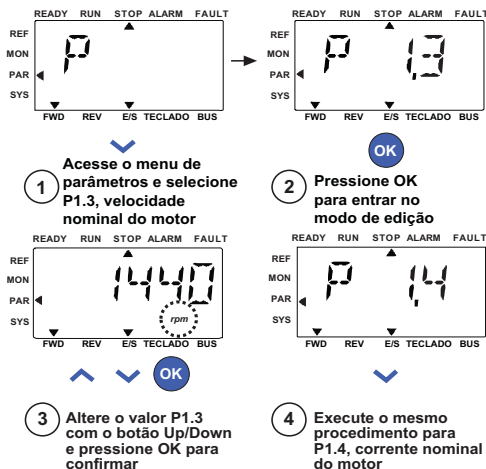 READY RUN STOP ALARM FAULT
REF
MON
PAR
SYS
P
FWD REV E/S TECLADO BUS
READY RUN STOP ALARM FAULT
REF
MON
PAR
SYS
P 1,3
FWD REV E/S TECLADO BUS
1 Acesse o menu de
parâmetros e selecione
P1.3, velocidade
nominal do motor
OK
2 Pressione OK
para entrar no
modo de edição
READY RUN STOP ALARM FAULT
REF
MON
PAR
SYS
1440
rpm
FWD REV E/S TECLADO BUS
OK
READY RUN STOP ALARM FAULT
REF
MON
PAR
SYS
P 1,4
FWD REV E/S TECLADO BUS
3 Altere o valor P1.3
com o botão Up/Down
e pressione OK para
confirmar
4 Execute o mesmo
procedimento para
P1.4, corrente nominal
do motor